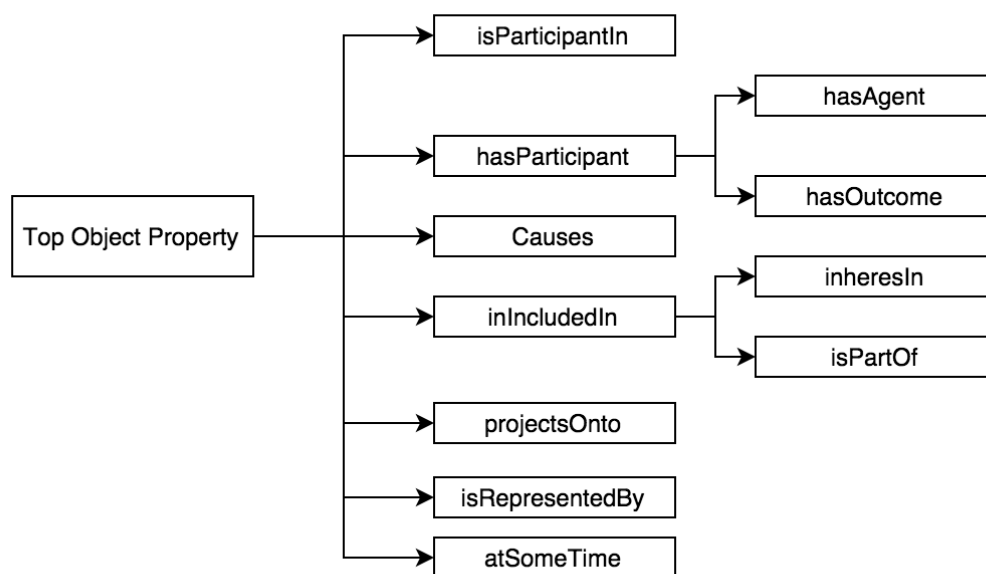 isParticipantIn
hasAgent
hasParticipant
hasOutcome
Top Object Property
Causes
inheresIn
inIncludedIn
isPartOf
projectsOnto
isRepresentedBy
atSomeTime